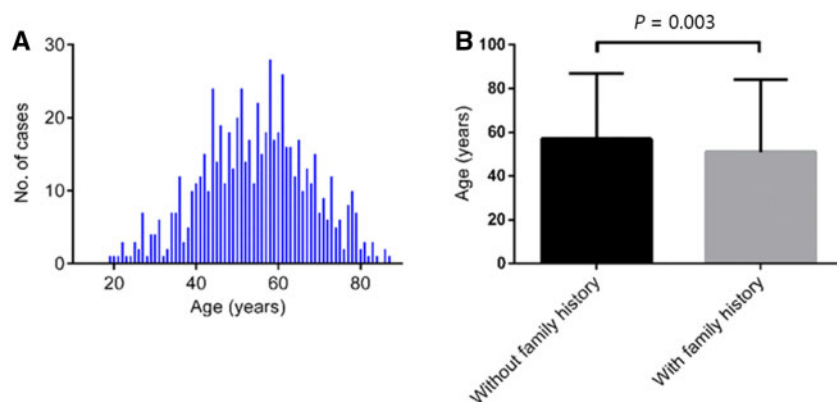 A
30
20
10
0
No. of cases
20 40 60 80
Age (years)
B
P = 0.003
100
80
60
40
20
0
Age (years)
Without family history
With family history